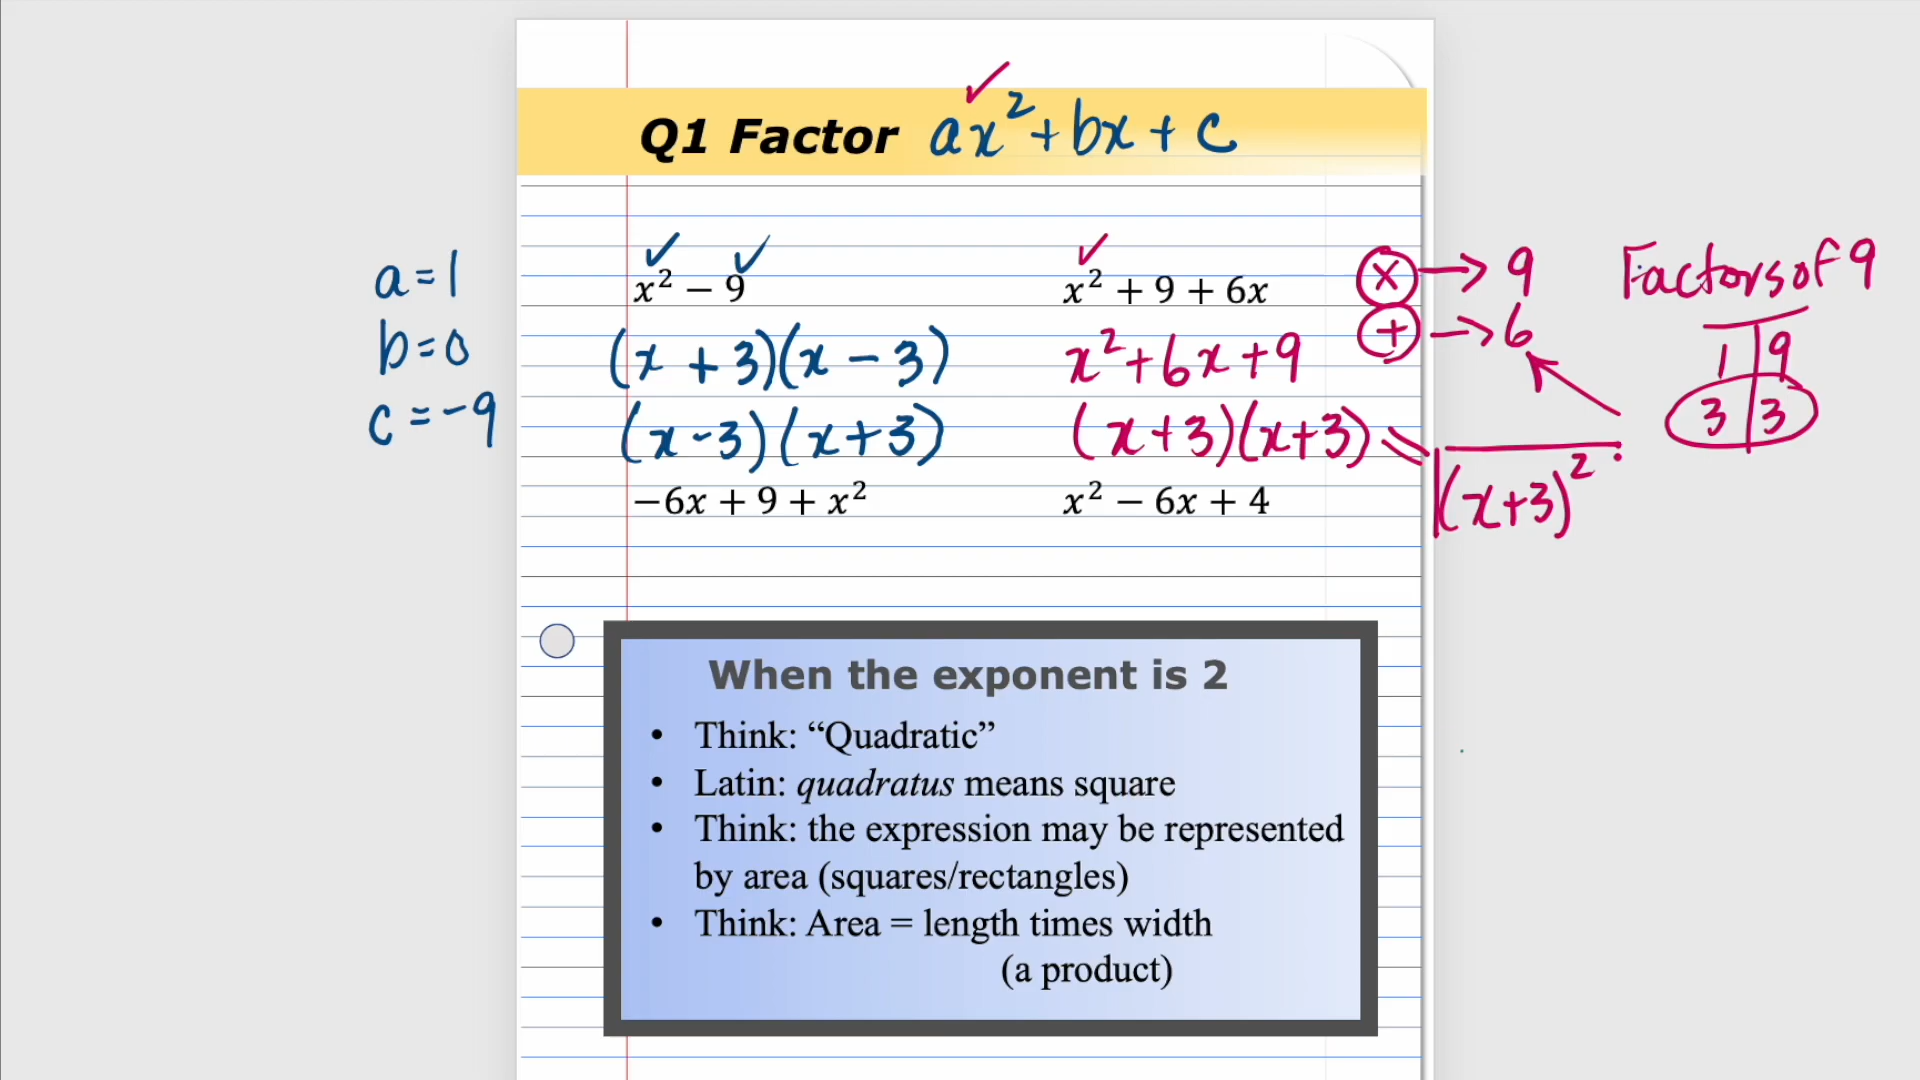 Q1 Factor ax²+bx+c
✓
a=1
b=0
c=-9
✓ ✓
x² − 9
(x+3)(x-3)
(x-3)(x+3)
✓
x² + 9 + 6x
x²+6x+9
(x+3)(x+3) =
(x+3)²
× → 9
+ → 6
Factors of 9
1 | 9
3 | 3
−6x + 9 + x²
x² − 6x + 4
When the exponent is 2
• Think: “Quadratic”
• Latin: quadratus means square
• Think: the expression may be represented
by area (squares/rectangles)
• Think: Area = length times width
(a product)